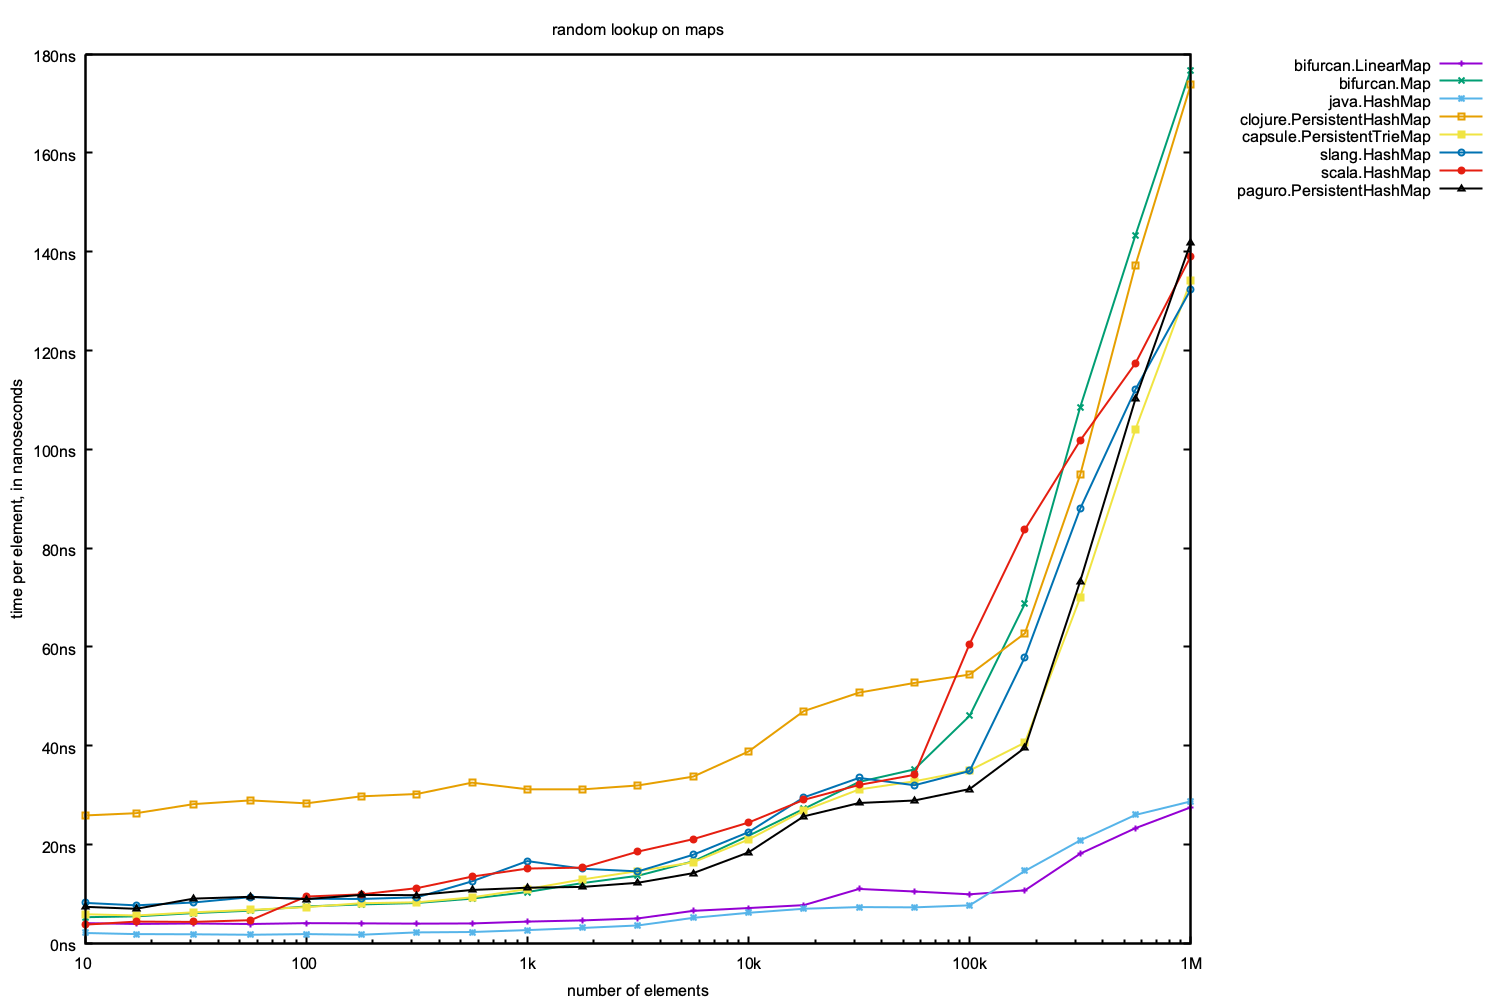 random lookup on maps
180ns
160ns
140ns
120ns
100ns
80ns
60ns
40ns
20ns
0ns
10
100
1k
10k
100k
1M
time per element, in nanoseconds
number of elements
bifurcan.LinearMap
bifurcan.Map
java.HashMap
clojure.PersistentHashMap
capsule.PersistentTrieMap
slang.HashMap
scala.HashMap
paguro.PersistentHashMap